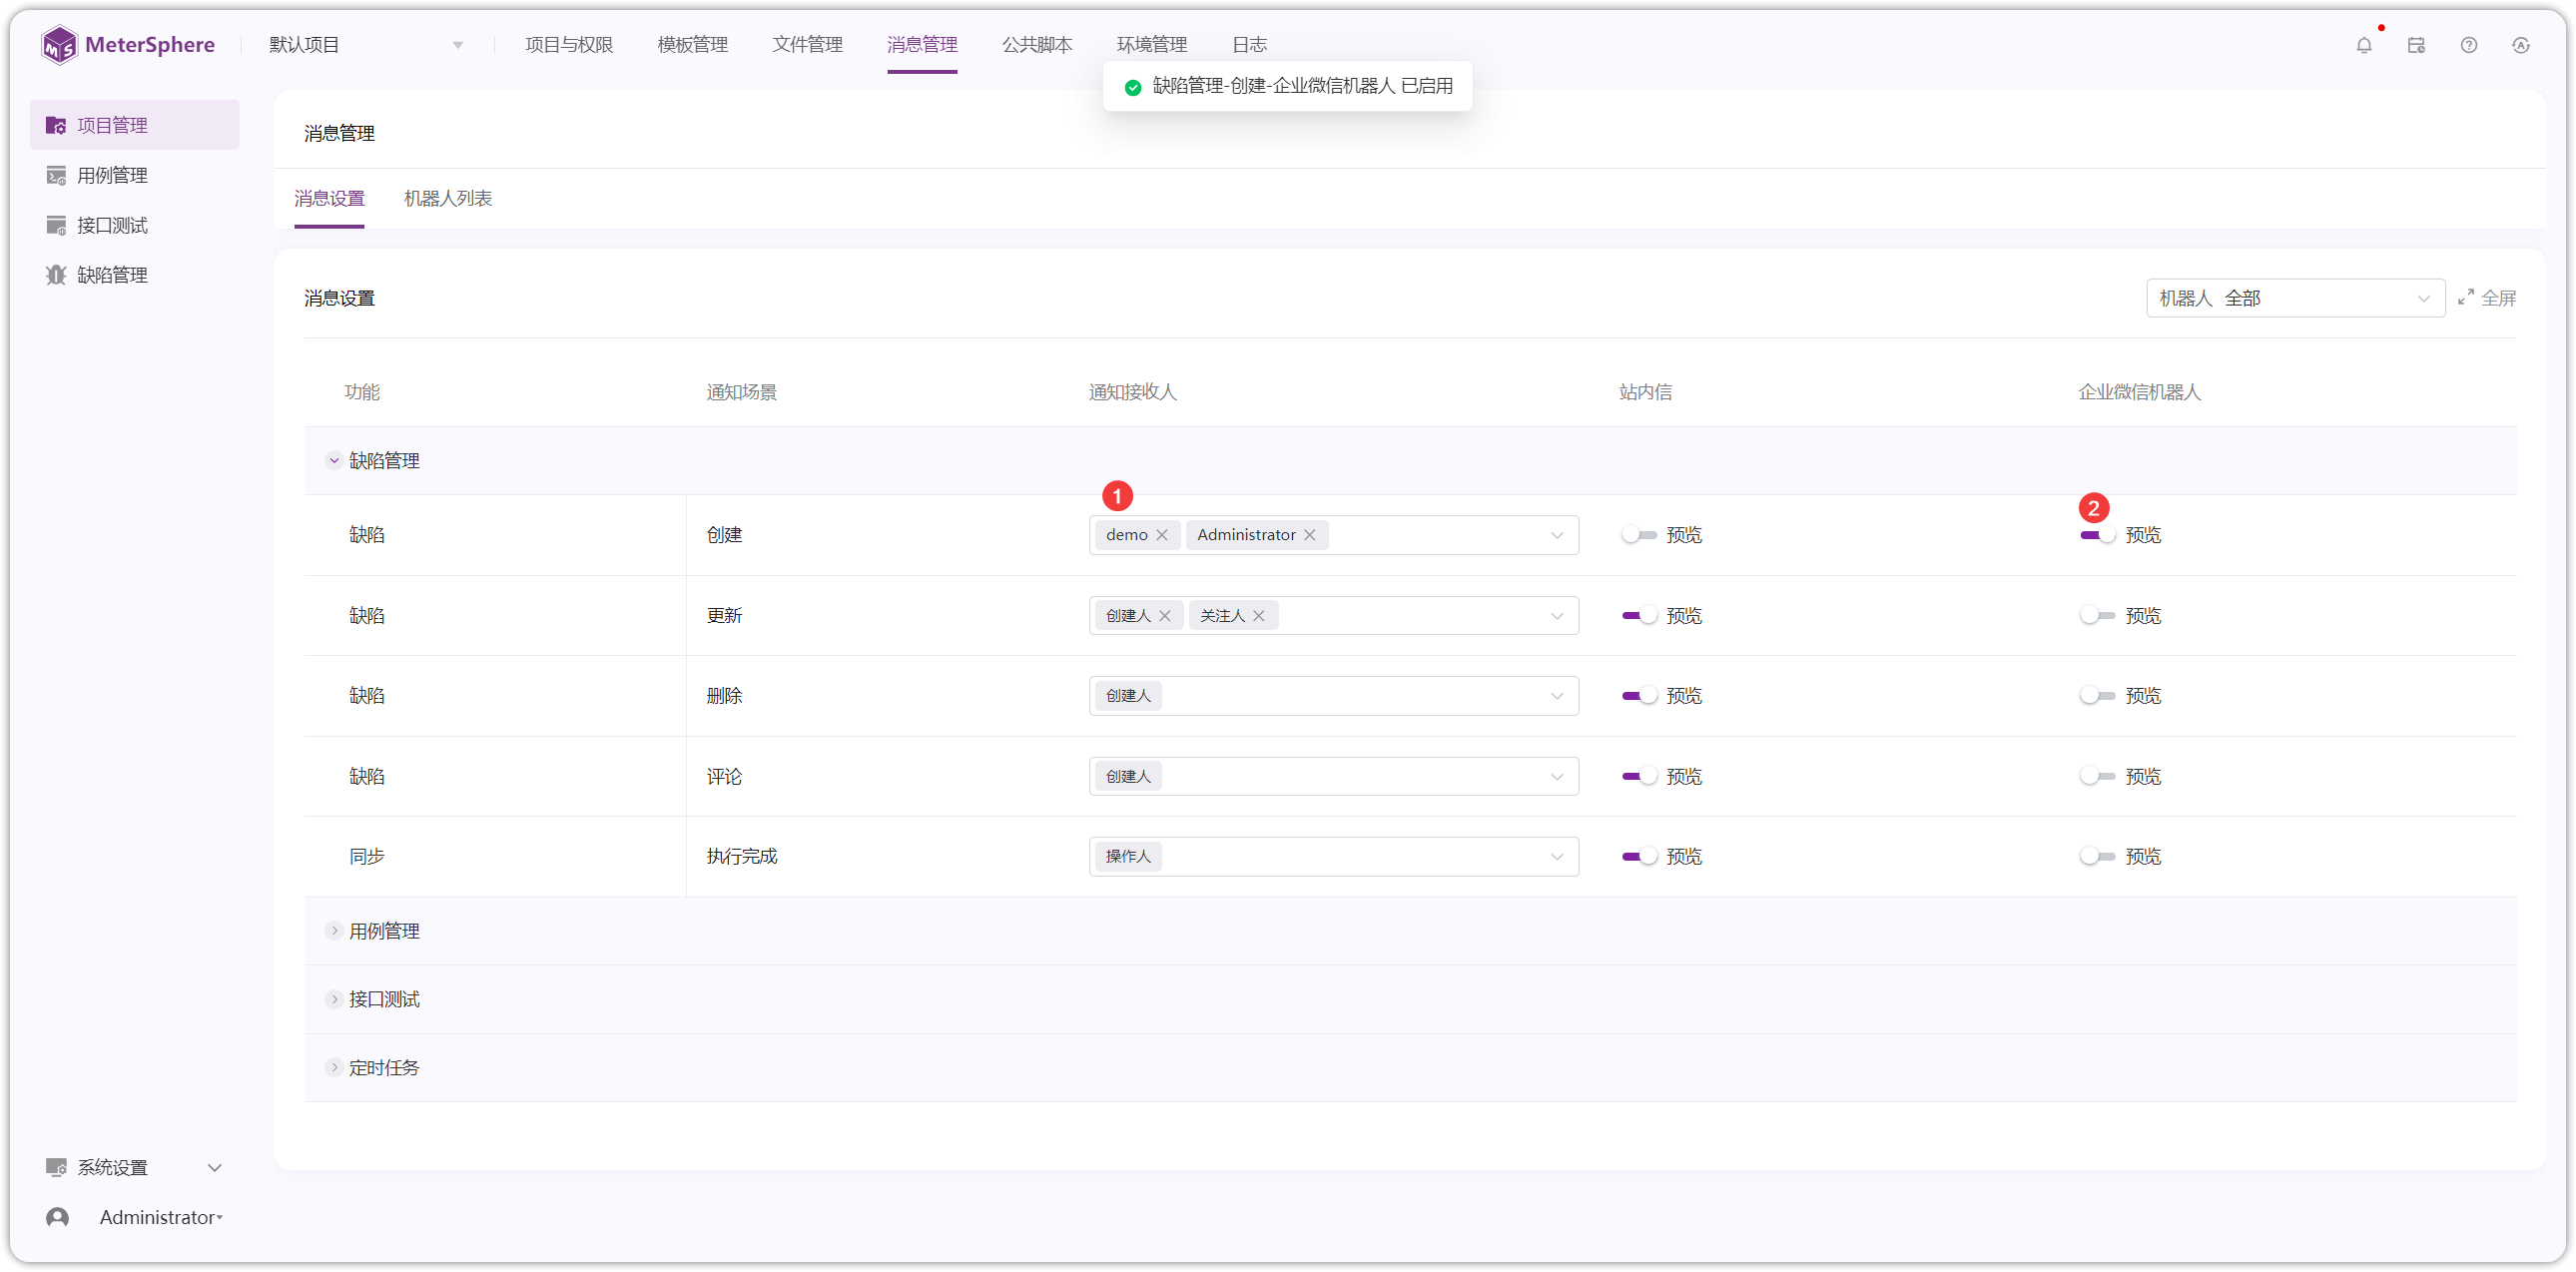 MeterSphere 默认项目 项目与权限 模板管理 文件管理 消息管理 公共脚本 环境管理 日志
缺陷管理-创建-企业微信机器人 已启用
项目管理
用例管理
接口测试
缺陷管理
消息管理
消息设置 机器人列表
消息设置 机器人 全部 全屏
功能 通知场景 通知接收人 站内信 企业微信机器人
缺陷管理
1 2
缺陷 创建 demo Administrator 预览 预览
缺陷 更新 创建人 关注人 预览 预览
缺陷 删除 创建人 预览 预览
缺陷 评论 创建人 预览 预览
同步 执行完成 操作人 预览 预览
用例管理
接口测试
定时任务
系统设置
Administrator